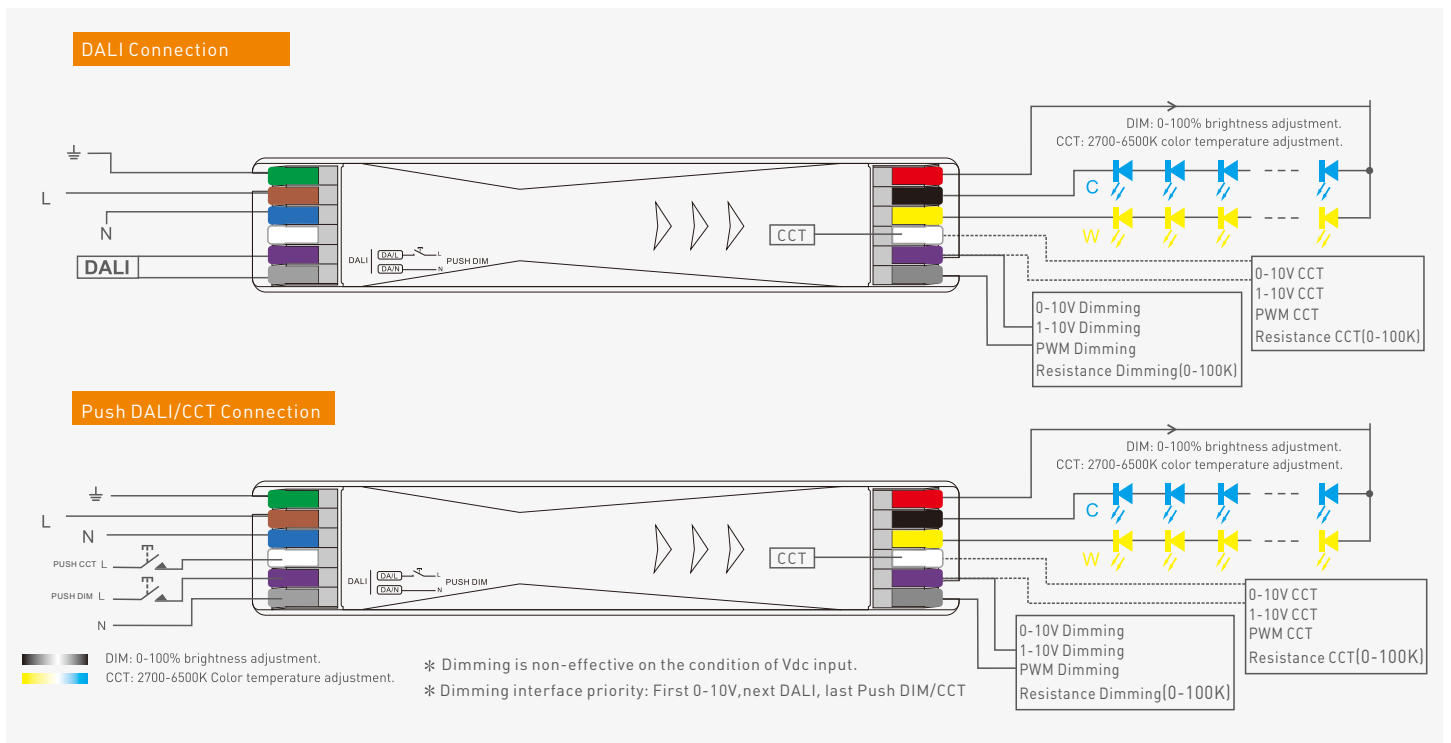 DALI Connection
DIM: 0-100% brightness adjustment.
CCT: 2700-6500K color temperature adjustment.
L
N
DALI
DALI
DA/L
L
DA/N
N
PUSH DIM
CCT
C
W
0-10V CCT
1-10V CCT
PWM CCT
Resistance CCT(0-100K)
0-10V Dimming
1-10V Dimming
PWM Dimming
Resistance Dimming(0-100K)
Push DALI/CCT Connection
DIM: 0-100% brightness adjustment.
CCT: 2700-6500K color temperature adjustment.
L
N
PUSH CCT L
PUSH DIM L
N
DALI
DA/L
L
DA/N
N
PUSH DIM
CCT
C
W
0-10V CCT
1-10V CCT
PWM CCT
Resistance CCT(0-100K)
0-10V Dimming
1-10V Dimming
PWM Dimming
Resistance Dimming(0-100K)
DIM: 0-100% brightness adjustment.
CCT: 2700-6500K Color temperature adjustment.
* Dimming is non-effective on the condition of Vdc input.
* Dimming interface priority: First 0-10V,next DALI, last Push DIM/CCT